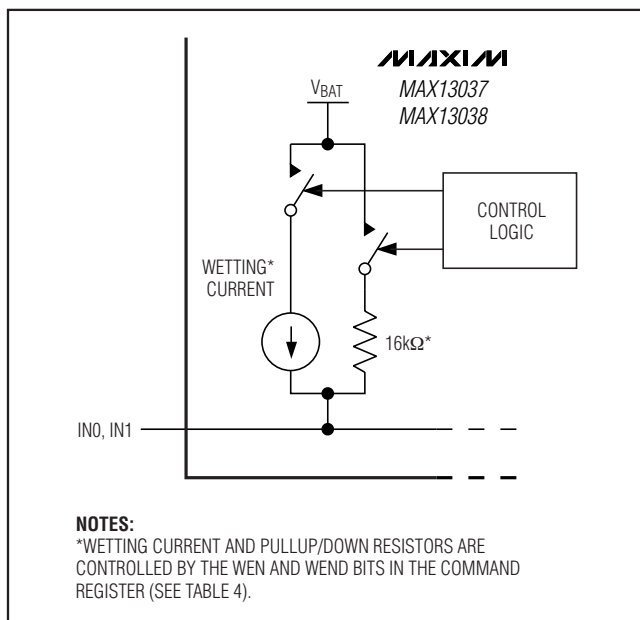 MAXIM
MAX13037
MAX13038
VBAT
CONTROL
LOGIC
WETTING*
CURRENT
16kΩ*
IN0, IN1
NOTES:
*WETTING CURRENT AND PULLUP/DOWN RESISTORS ARE
CONTROLLED BY THE WEN AND WEND BITS IN THE COMMAND
REGISTER (SEE TABLE 4).